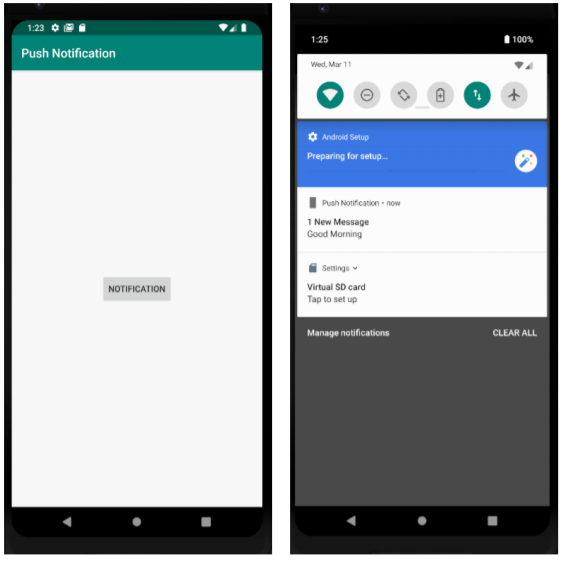 1:23
Push Notification
NOTIFICATION
1:25
100%
Wed, Mar 11
Android Setup
Preparing for setup...
Push Notification • now
1 New Message
Good Morning
Settings
Virtual SD card
Tap to set up
Manage notifications
CLEAR ALL